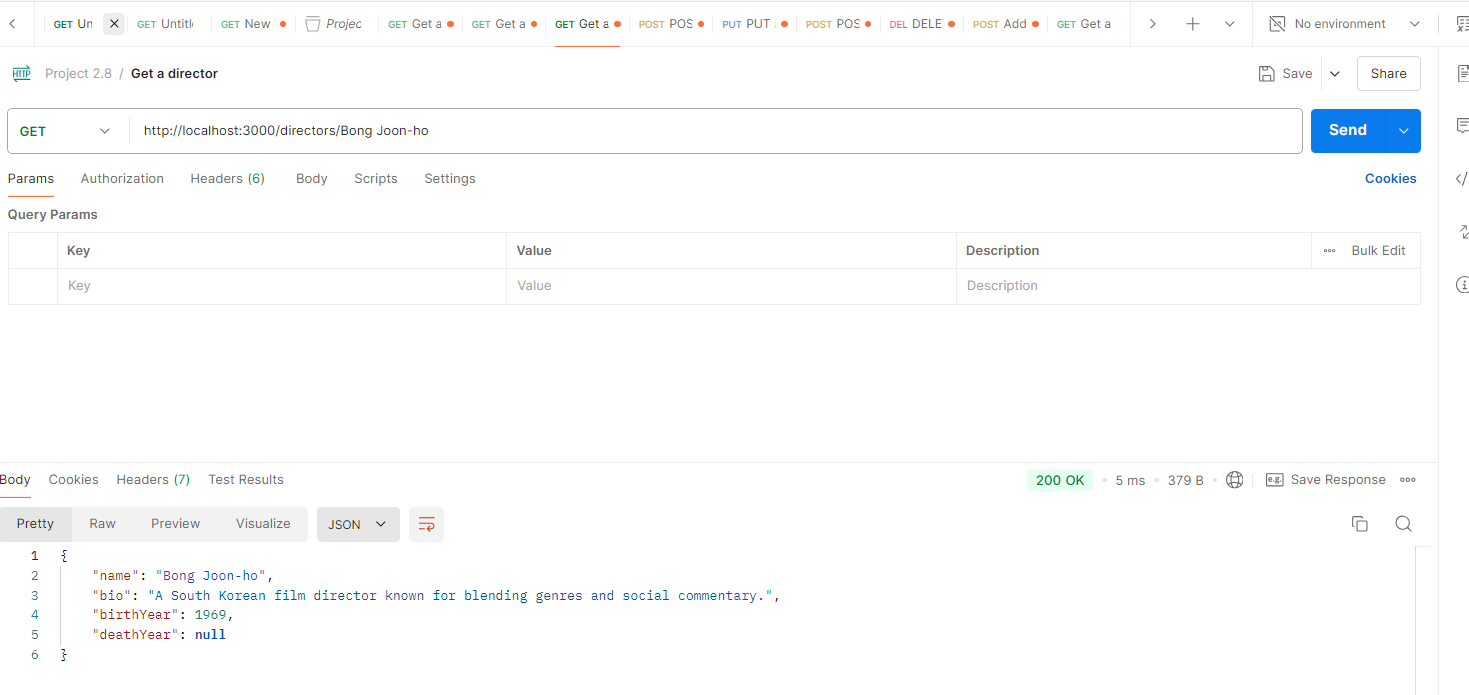 GET Un GET Untitl GET New Projec GET Get a GET Get a GET Get a POST POS PUT PUT POST POS DEL DELE POST Add GET Get a No environment
HTTP Project 2.8 / Get a director Save Share
GET http://localhost:3000/directors/Bong Joon-ho Send
Params Authorization Headers (6) Body Scripts Settings Cookies
Query Params
Key Value Description Bulk Edit
Key Value Description
Body Cookies Headers (7) Test Results 200 OK 5 ms 379 B e.g. Save Response
Pretty Raw Preview Visualize JSON
1 {
2 "name": "Bong Joon-ho",
3 "bio": "A South Korean film director known for blending genres and social commentary.",
4 "birthYear": 1969,
5 "deathYear": null
6 }